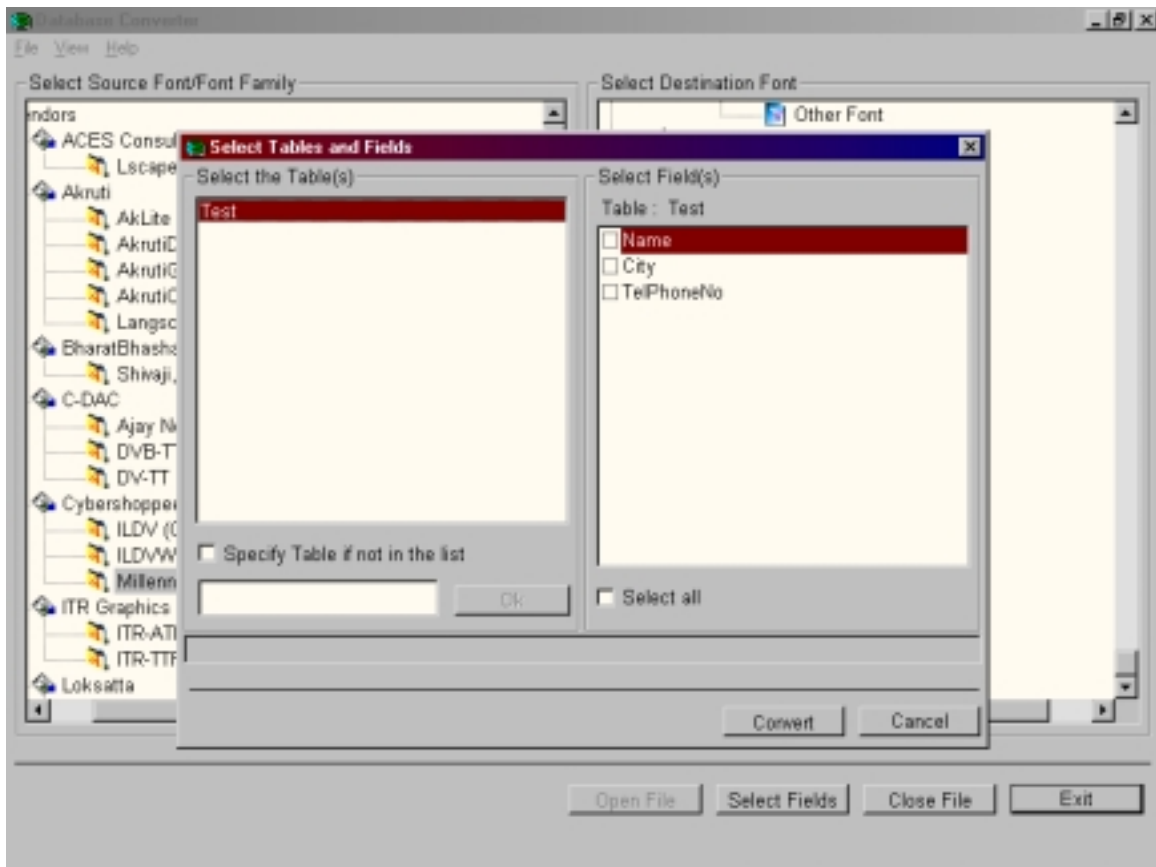 Database Converter
File View Help
Select Source Font/Font Family
Select Destination Font
endors
Other Font
ACES Consul
Lscape
Akruti
AkLite
AkrutiD
AkrutiC
Langsc
BharatBhasha
Shivaji,
C-DAC
Ajay
DVB-T
DV-TT
Cybershoppe
ILDV
ILDVW
Millenn
ITR Graphics
ITR-AT
ITR-TTF
Loksatta
Select Tables and Fields
Select the Table(s)
Test
Specify Table if not in the list
Ok
Select Field(s)
Table : Test
Name
City
TelPhoneNo
Select all
Convert
Cancel
Open File
Select Fields
Close File
Exit